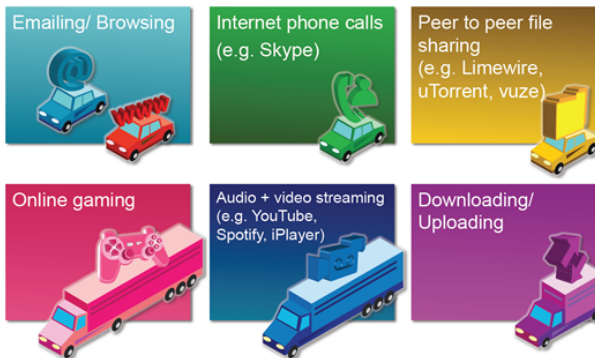 Emailing/ Browsing
Internet phone calls
(e.g. Skype)
Peer to peer file
sharing
(e.g. Limewire,
uTorrent, vuze)
@
WWW
Online gaming
Audio + video streaming
(e.g. YouTube,
Spotify, iPlayer)
Downloading/
Uploading